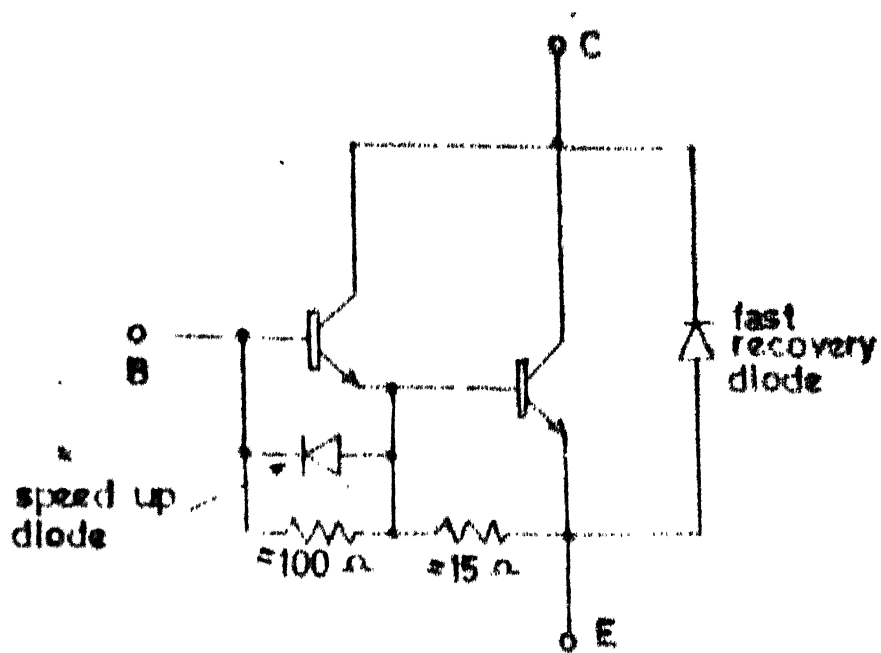 C
fast
recovery
diode
B
speed up
diode
≈100 Ω
≈15 Ω
E